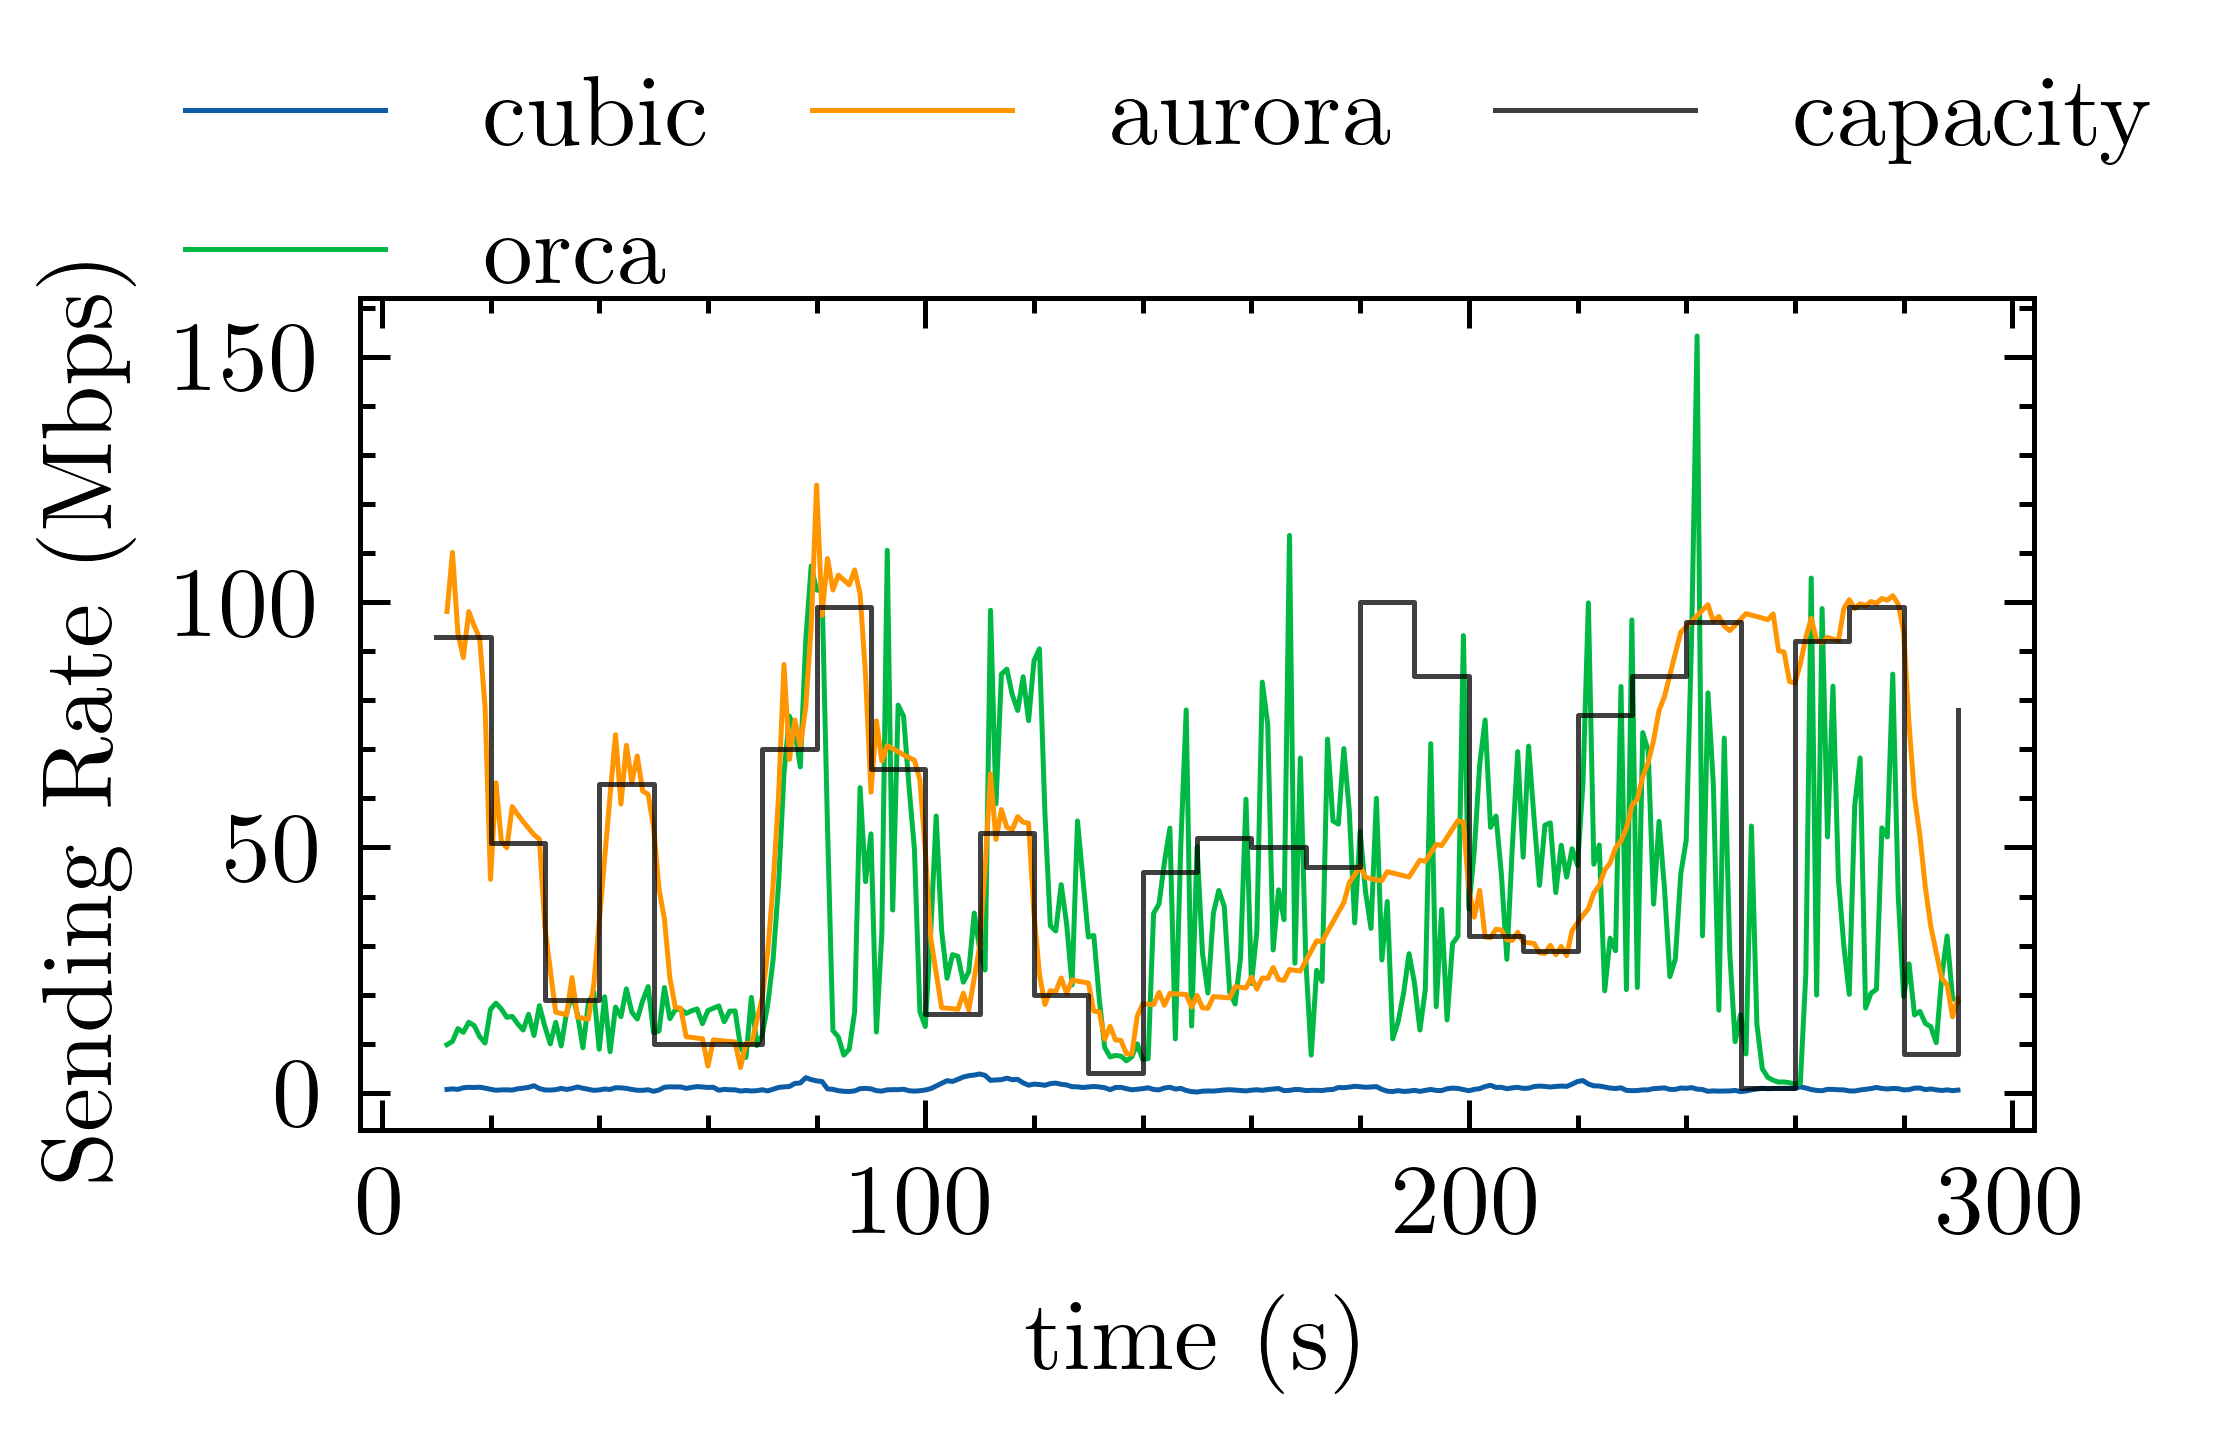 cubic aurora capacity
orca
Sending Rate (Mbps)
150
100
50
0
0 100 200 300
time (s)